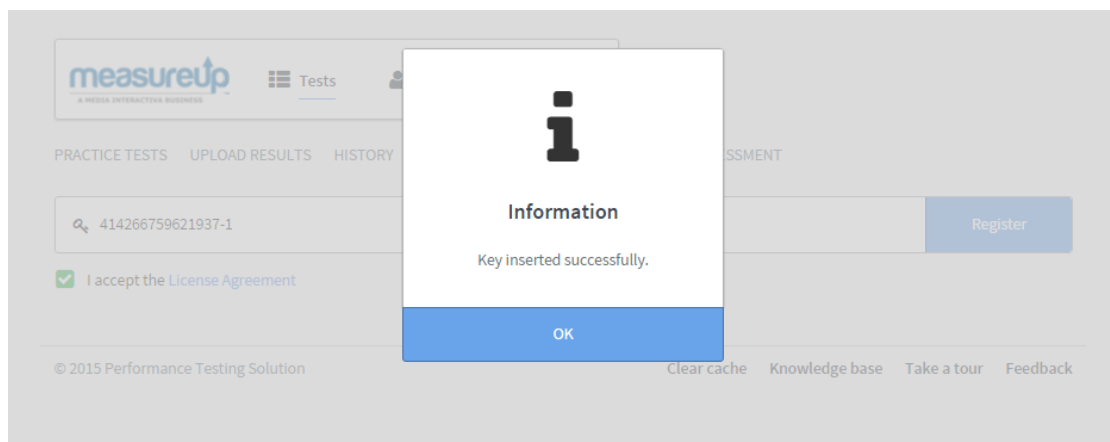 measureup
A MEDIA INTERACTIVA BUSINESS
Tests
PRACTICE TESTS UPLOAD RESULTS HISTORY
SSMENT
414266759621937-1
Register
I accept the License Agreement
Information
Key inserted successfully.
OK
© 2015 Performance Testing Solution
Clear cache Knowledge base Take a tour Feedback